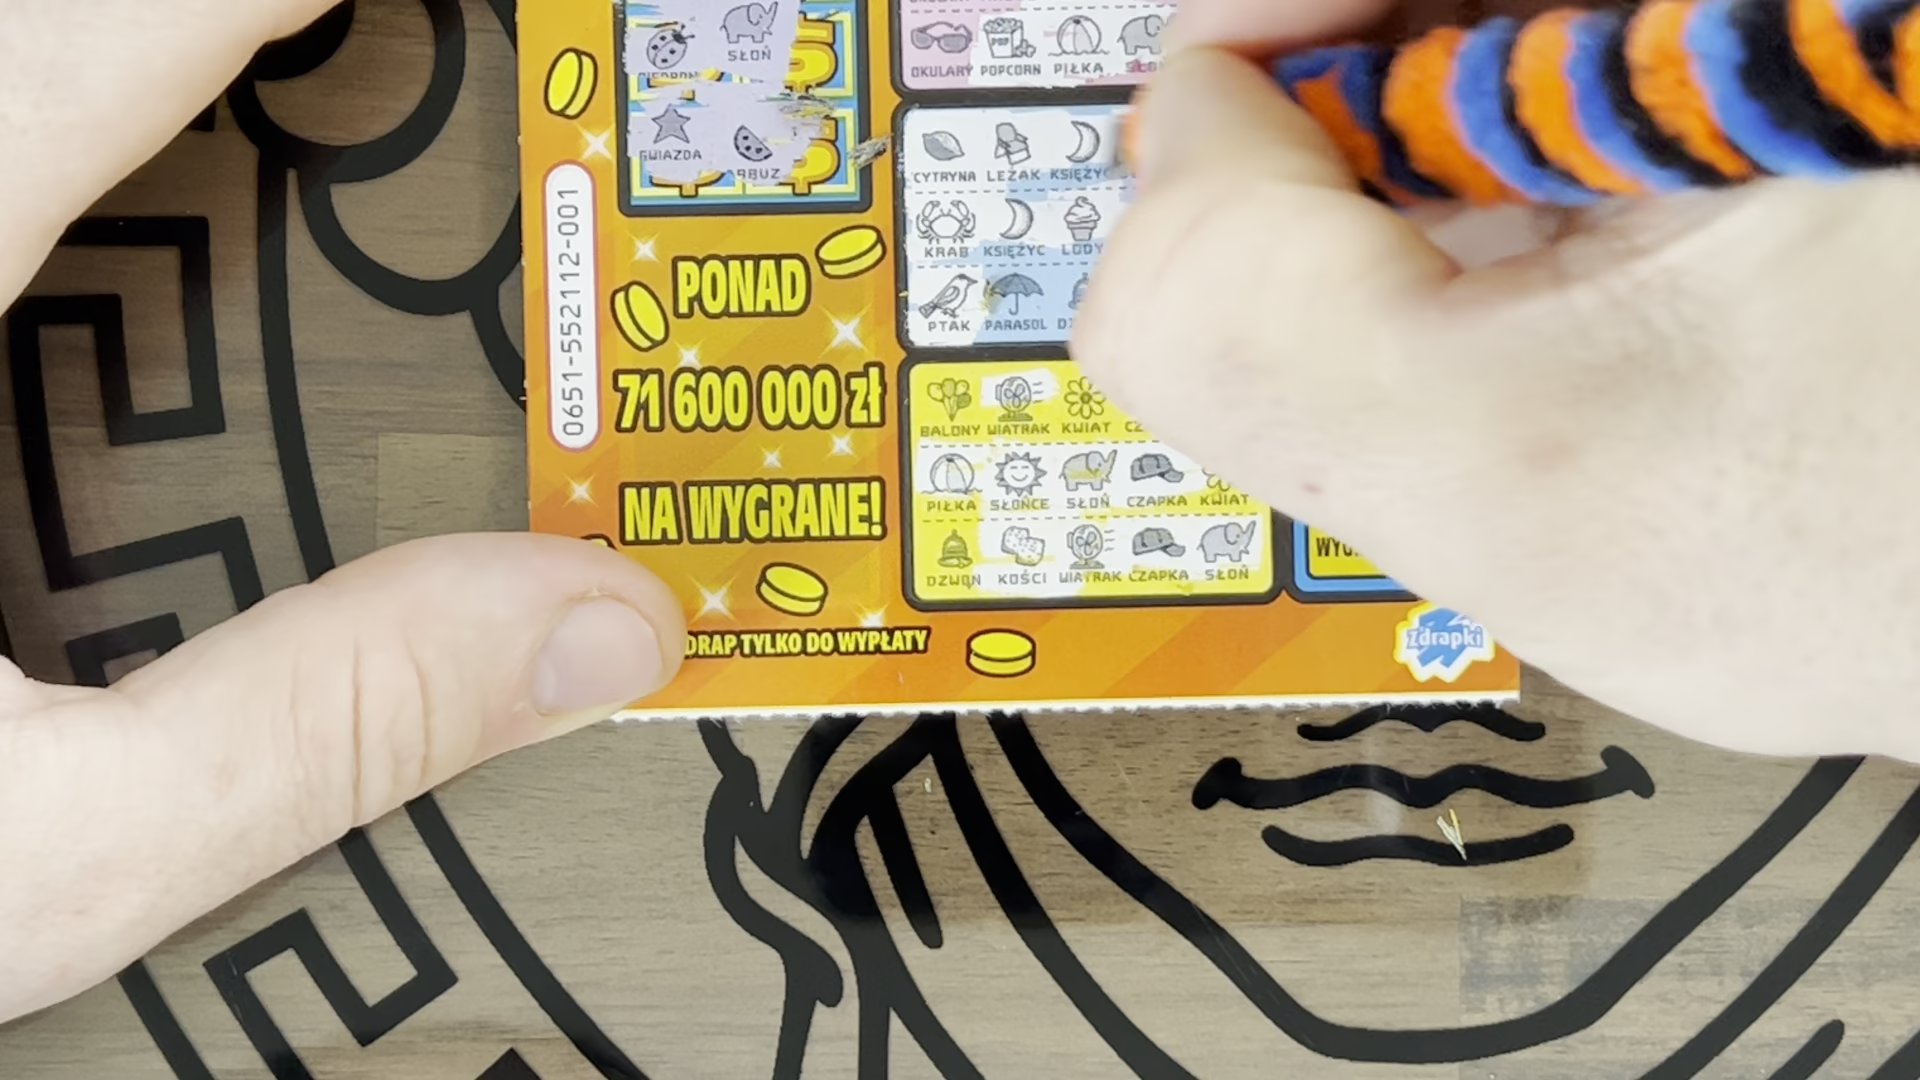 SŁOŃ
GWIAZDA
OKULARY POPCORN PIŁKA
CYTRYNA LEŻAK KSIĘŻYC
KRAB KSIĘŻYC LODY
PTAK PARASOL
BALONY WIATRAK KWIAT
PIŁKA SŁOŃCE SŁOŃ CZAPKA KWIAT
DZWON KOŚCI WIATRAK CZAPKA SŁOŃ
0651-552112-001
PONAD
71 600 000 zł
NA WYGRANE!
DRAP TYLKO DO WYPŁATY
Zdrapki